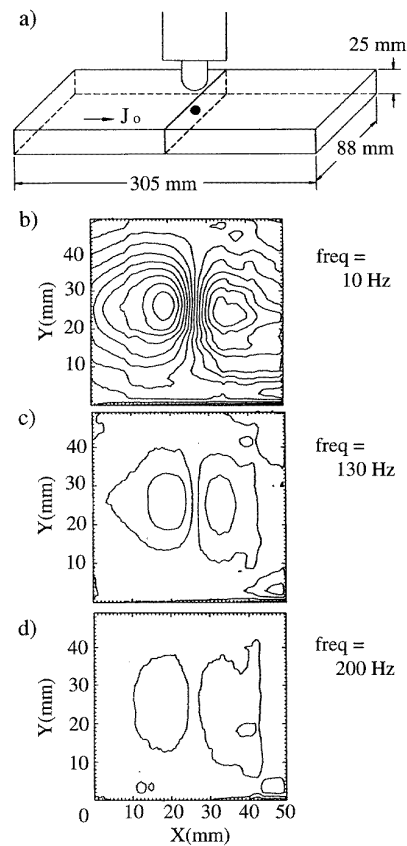 a)
25 mm
J o
88 mm
305 mm
b)
freq =
10 Hz
40
30
20
10
Y(mm)
c)
freq =
130 Hz
40
30
20
10
Y(mm)
d)
freq =
200 Hz
40
30
20
10
0
Y(mm)
0 10 20 30 40 50
X(mm)